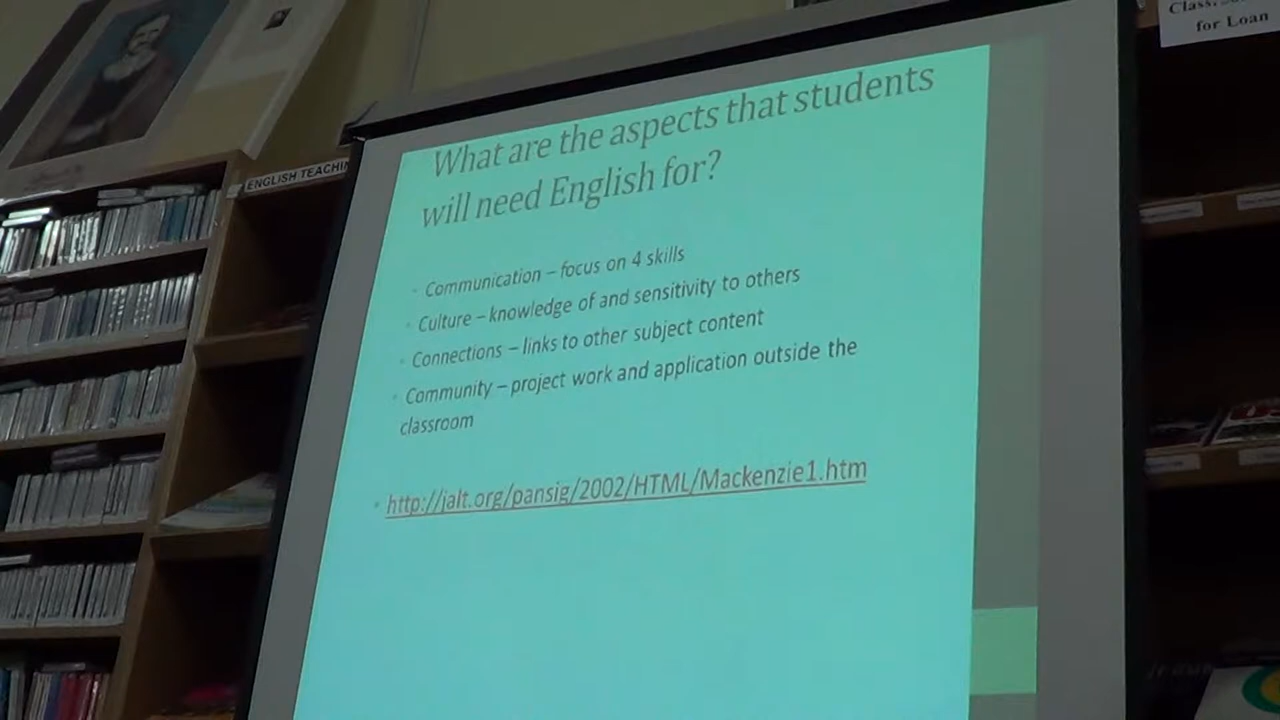 What are the aspects that students
will need English for?
Communication – focus on 4 skills
Culture – knowledge of and sensitivity to others
Connections – links to other subject content
Community – project work and application outside the
classroom
http://jalt.org/pansig/2002/HTML/Mackenzie1.htm
ENGLISH
for Loan